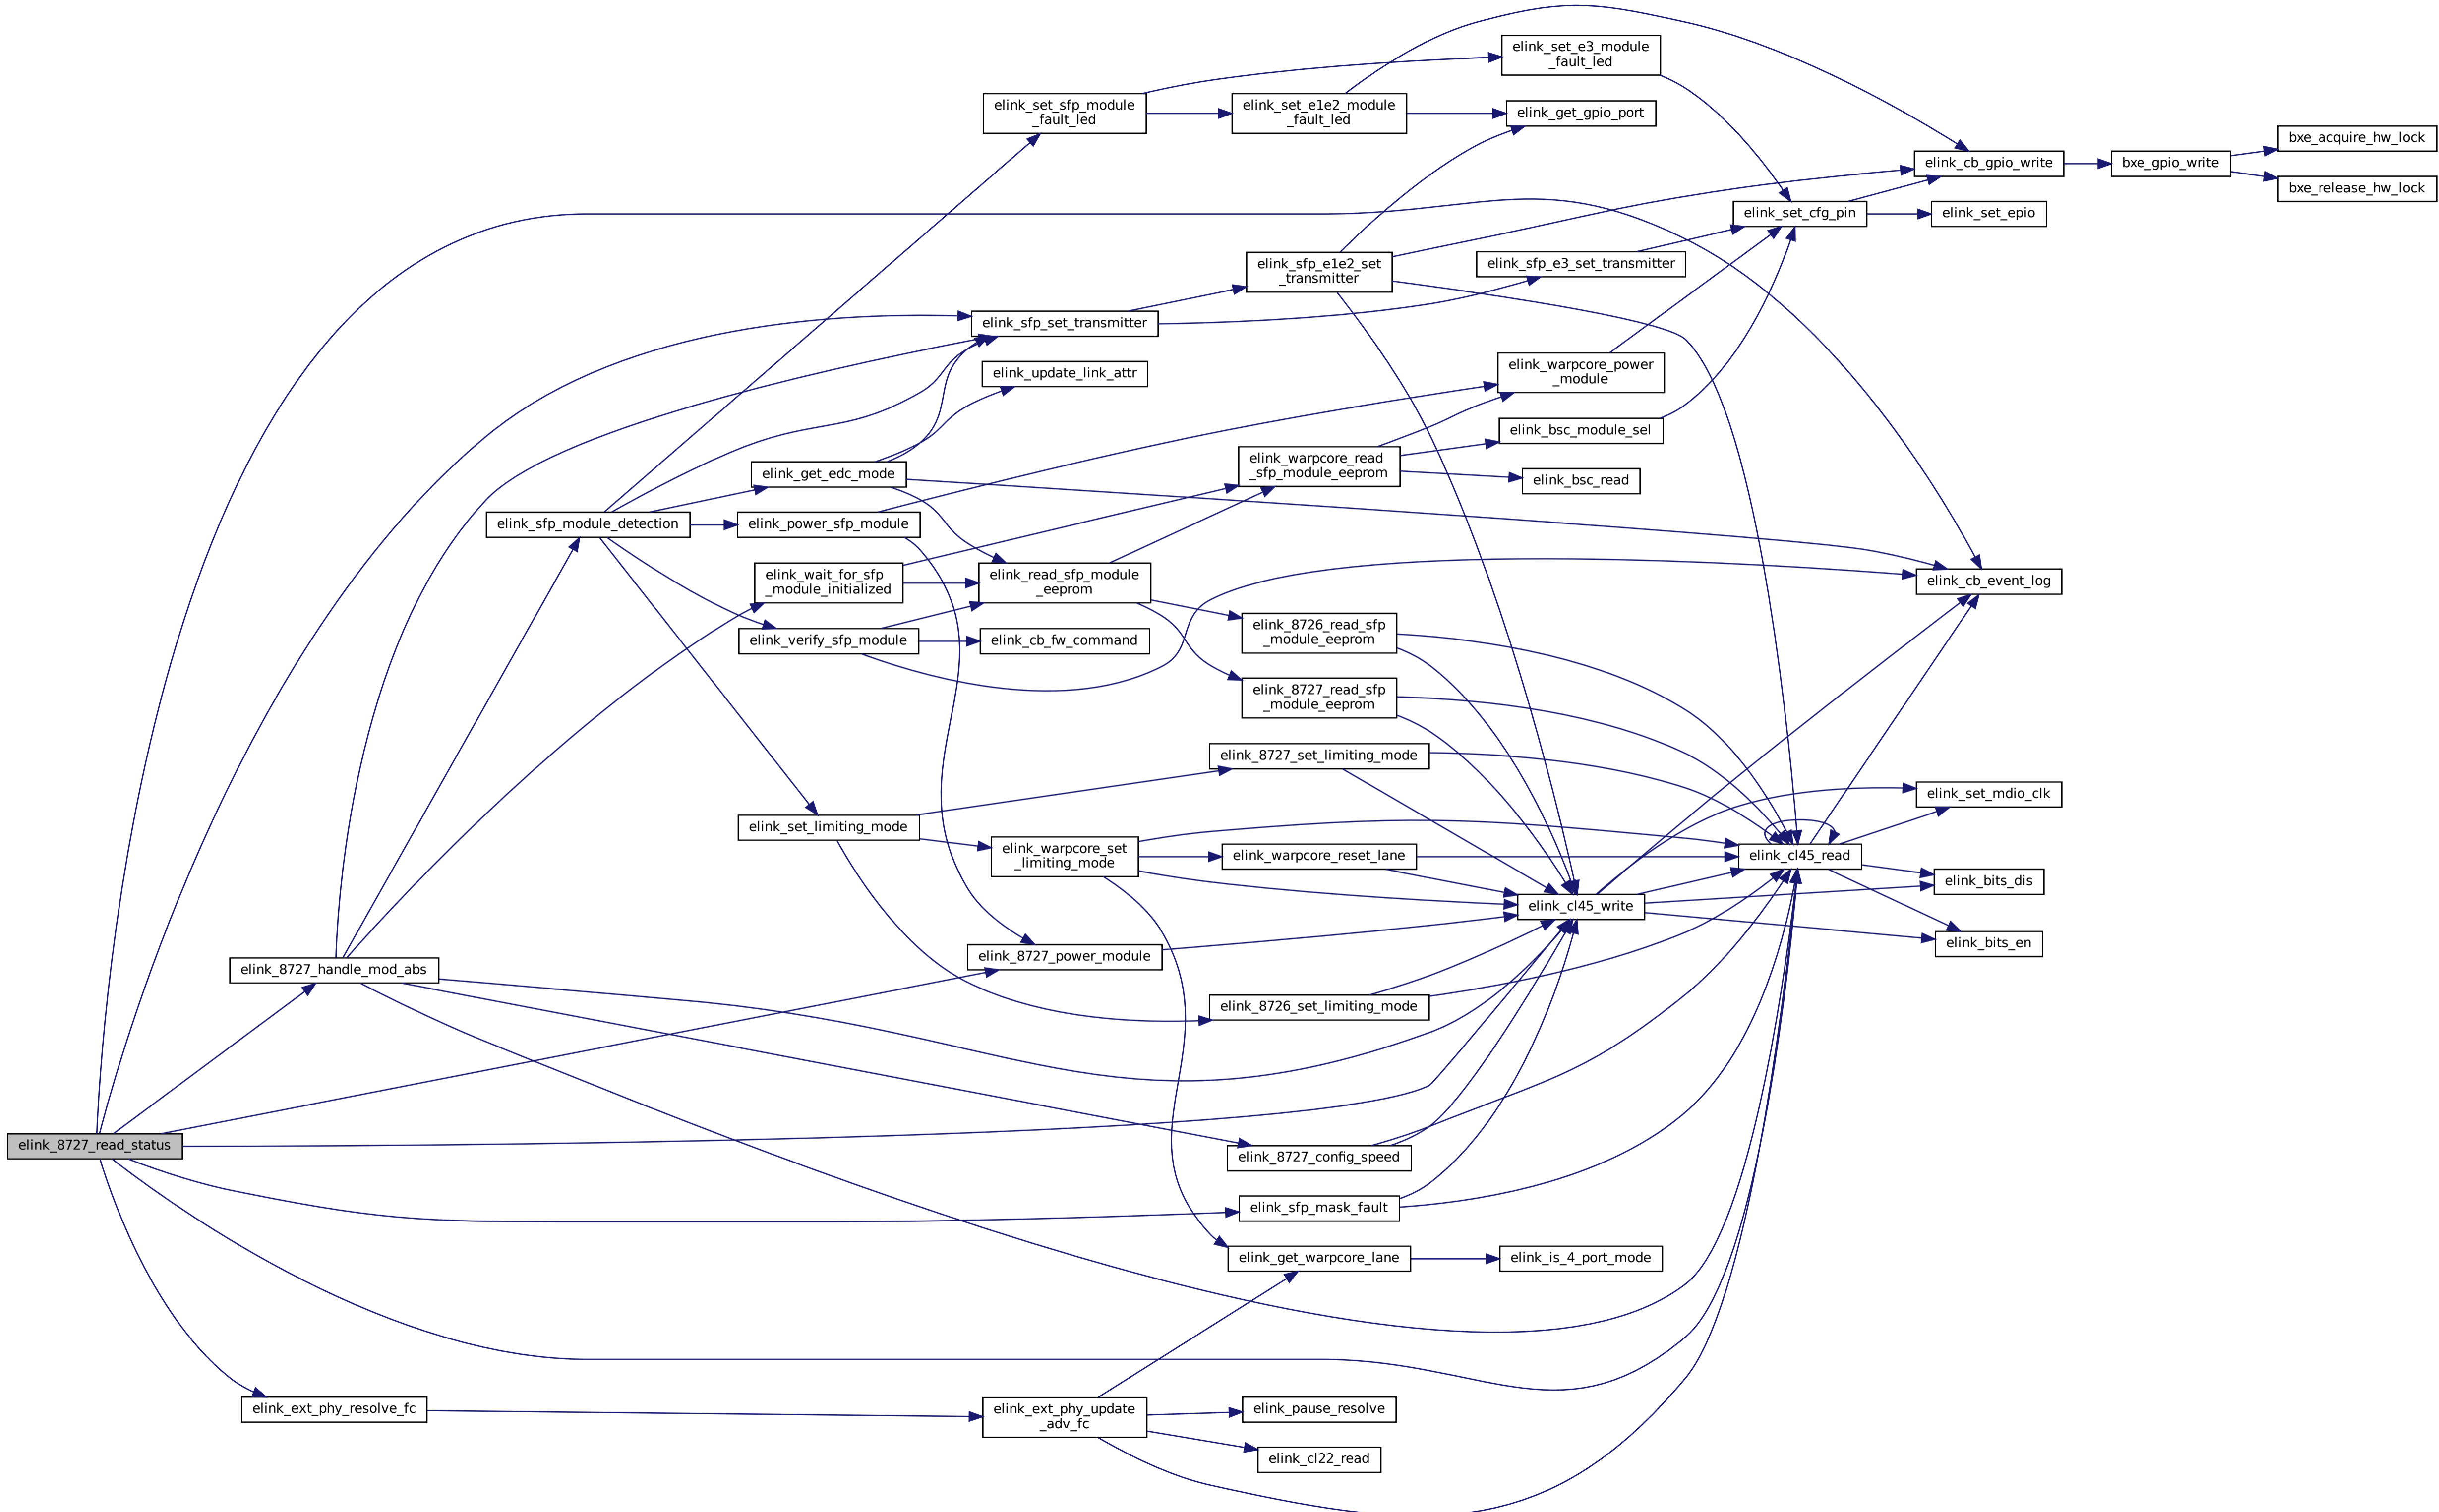 elink_set_e3_module
_fault_led
elink_set_sfp_module
_fault_led
elink_set_e1e2_module
_fault_led
elink_get_gpio_port
bxe_acquire_hw_lock
elink_cb_gpio_write
bxe_gpio_write
bxe_release_hw_lock
elink_set_cfg_pin
elink_set_epio
elink_sfp_e1e2_set
_transmitter
elink_sfp_e3_set_transmitter
elink_sfp_set_transmitter
elink_update_link_attr
elink_warpcore_power
_module
elink_bsc_module_sel
elink_get_edc_mode
elink_warpcore_read
_sfp_module_eeprom
elink_bsc_read
elink_sfp_module_detection
elink_power_sfp_module
elink_wait_for_sfp
_module_initialized
elink_read_sfp_module
_eeprom
elink_cb_event_log
elink_verify_sfp_module
elink_cb_fw_command
elink_8726_read_sfp
_module_eeprom
elink_8727_read_sfp
_module_eeprom
elink_8727_set_limiting_mode
elink_set_mdio_clk
elink_set_limiting_mode
elink_warpcore_set
_limiting_mode
elink_warpcore_reset_lane
elink_cl45_read
elink_bits_dis
elink_cl45_write
elink_bits_en
elink_8727_handle_mod_abs
elink_8727_power_module
elink_8726_set_limiting_mode
elink_8727_read_status
elink_8727_config_speed
elink_sfp_mask_fault
elink_get_warpcore_lane
elink_is_4_port_mode
elink_ext_phy_resolve_fc
elink_ext_phy_update
_adv_fc
elink_pause_resolve
elink_cl22_read